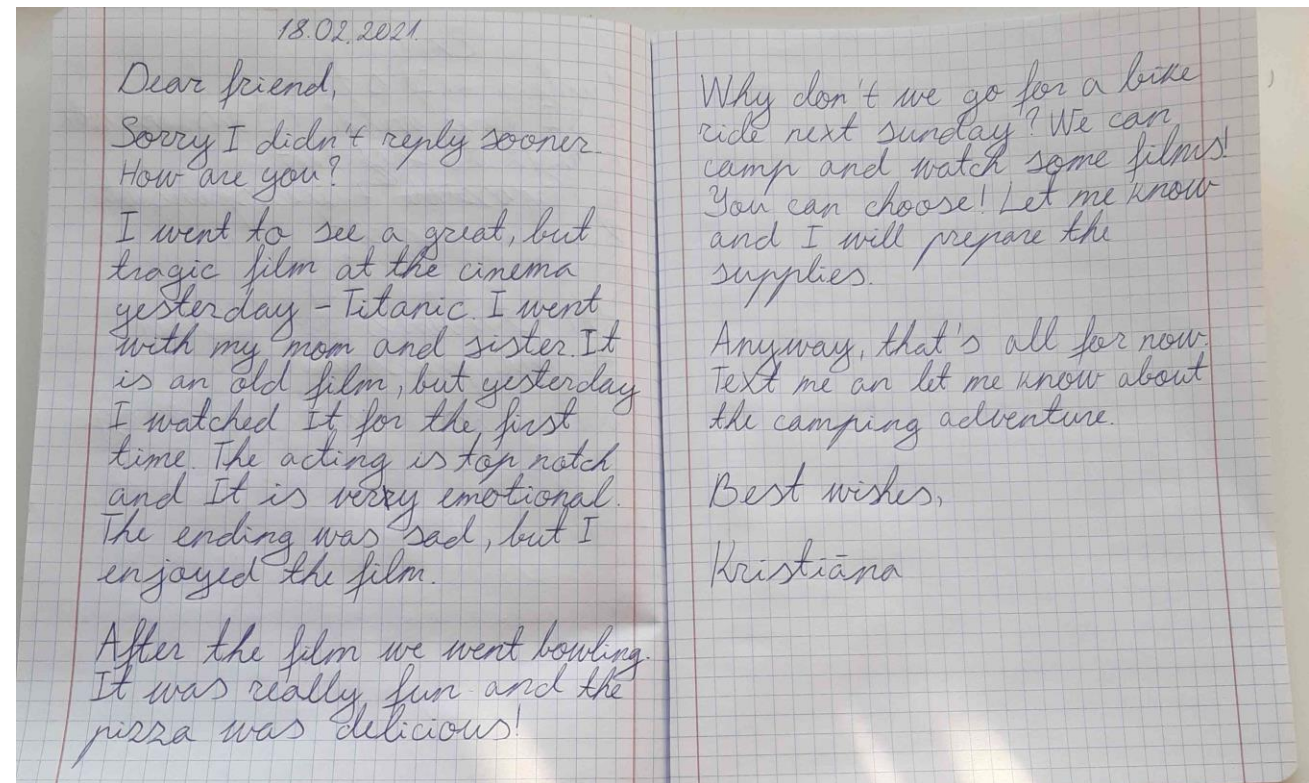 18.02.2021.
Dear friend,
Sorry I didn't reply sooner.
How are you?
I went to see a great, but
tragic film at the cinema
yesterday - Titanic. I went
with my mom and sister. It
is an old film, but yesterday
I watched It for the first
time. The acting is top notch
and It is verry emotional.
The ending was sad, but I
enjoyed the film.
After the film we went bowling.
It was really fun and the
pizza was delicious!
Why don't we go for a bike
ride next sunday? We can
camp and watch some films!
You can choose! Let me know
and I will prepare the
supplies.
Anyway, that's all for now.
Text me an let me know about
the camping adventure.
Best wishes,
Kristiāna